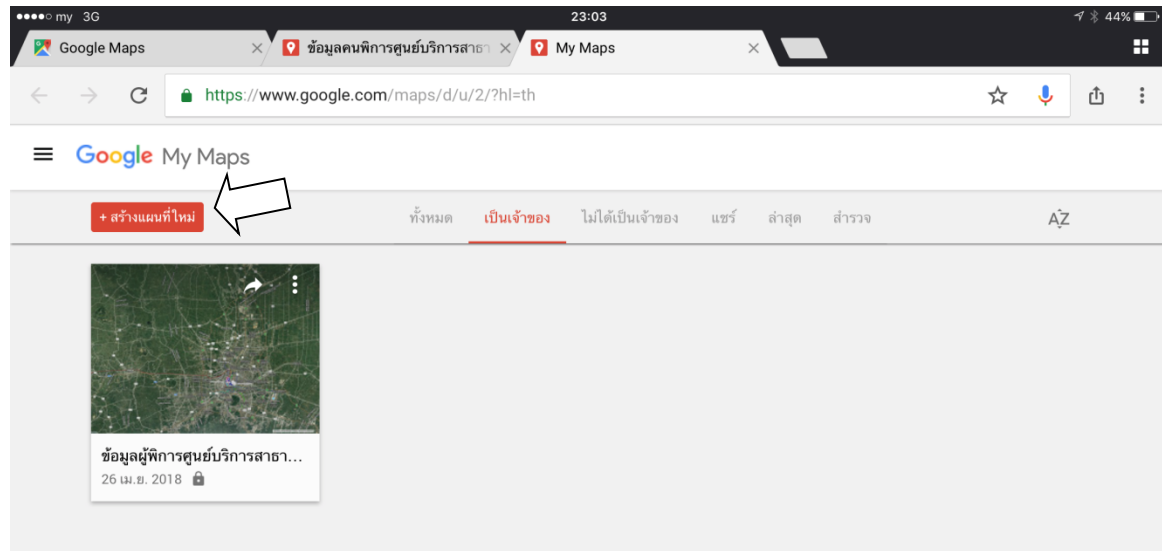 my 3G 23:03 44%
Google Maps ข้อมูลคนพิการศูนย์บริการสาธา My Maps
https://www.google.com/maps/d/u/2/?hl=th
Google My Maps
+ สร้างแผนที่ใหม่ ทั้งหมด เป็นเจ้าของ ไม่ได้เป็นเจ้าของ แชร์ ล่าสุด สำรวจ AZ
ข้อมูลผู้พิการศูนย์บริการสาธา...
26 เม.ย. 2018